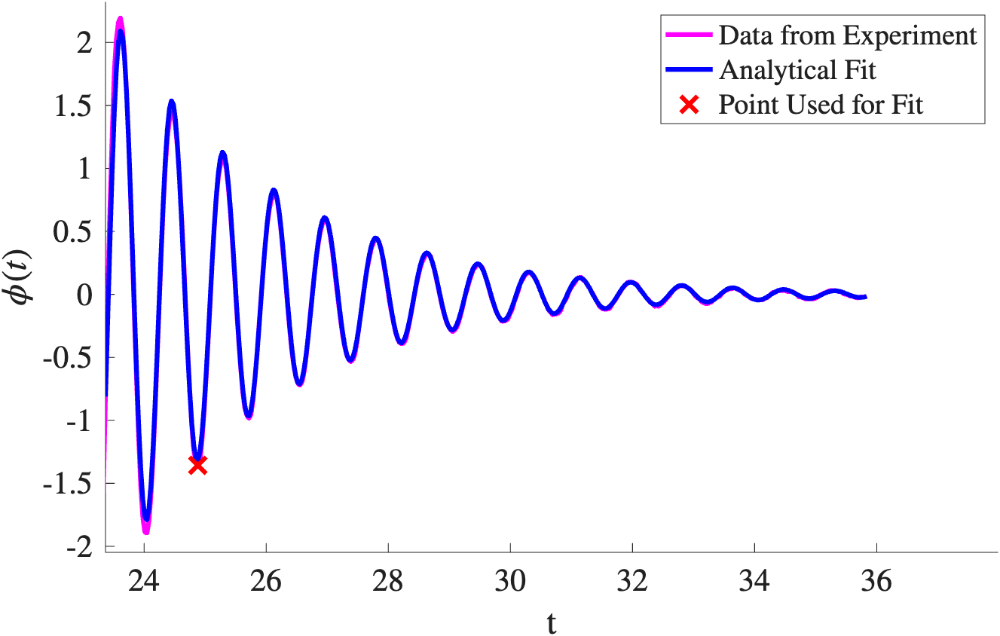 Data from Experiment
Analytical Fit
Point Used for Fit
2
1.5
1
0.5
0
-0.5
-1
-1.5
-2
ϕ(t)
24 26 28 30 32 34 36
t